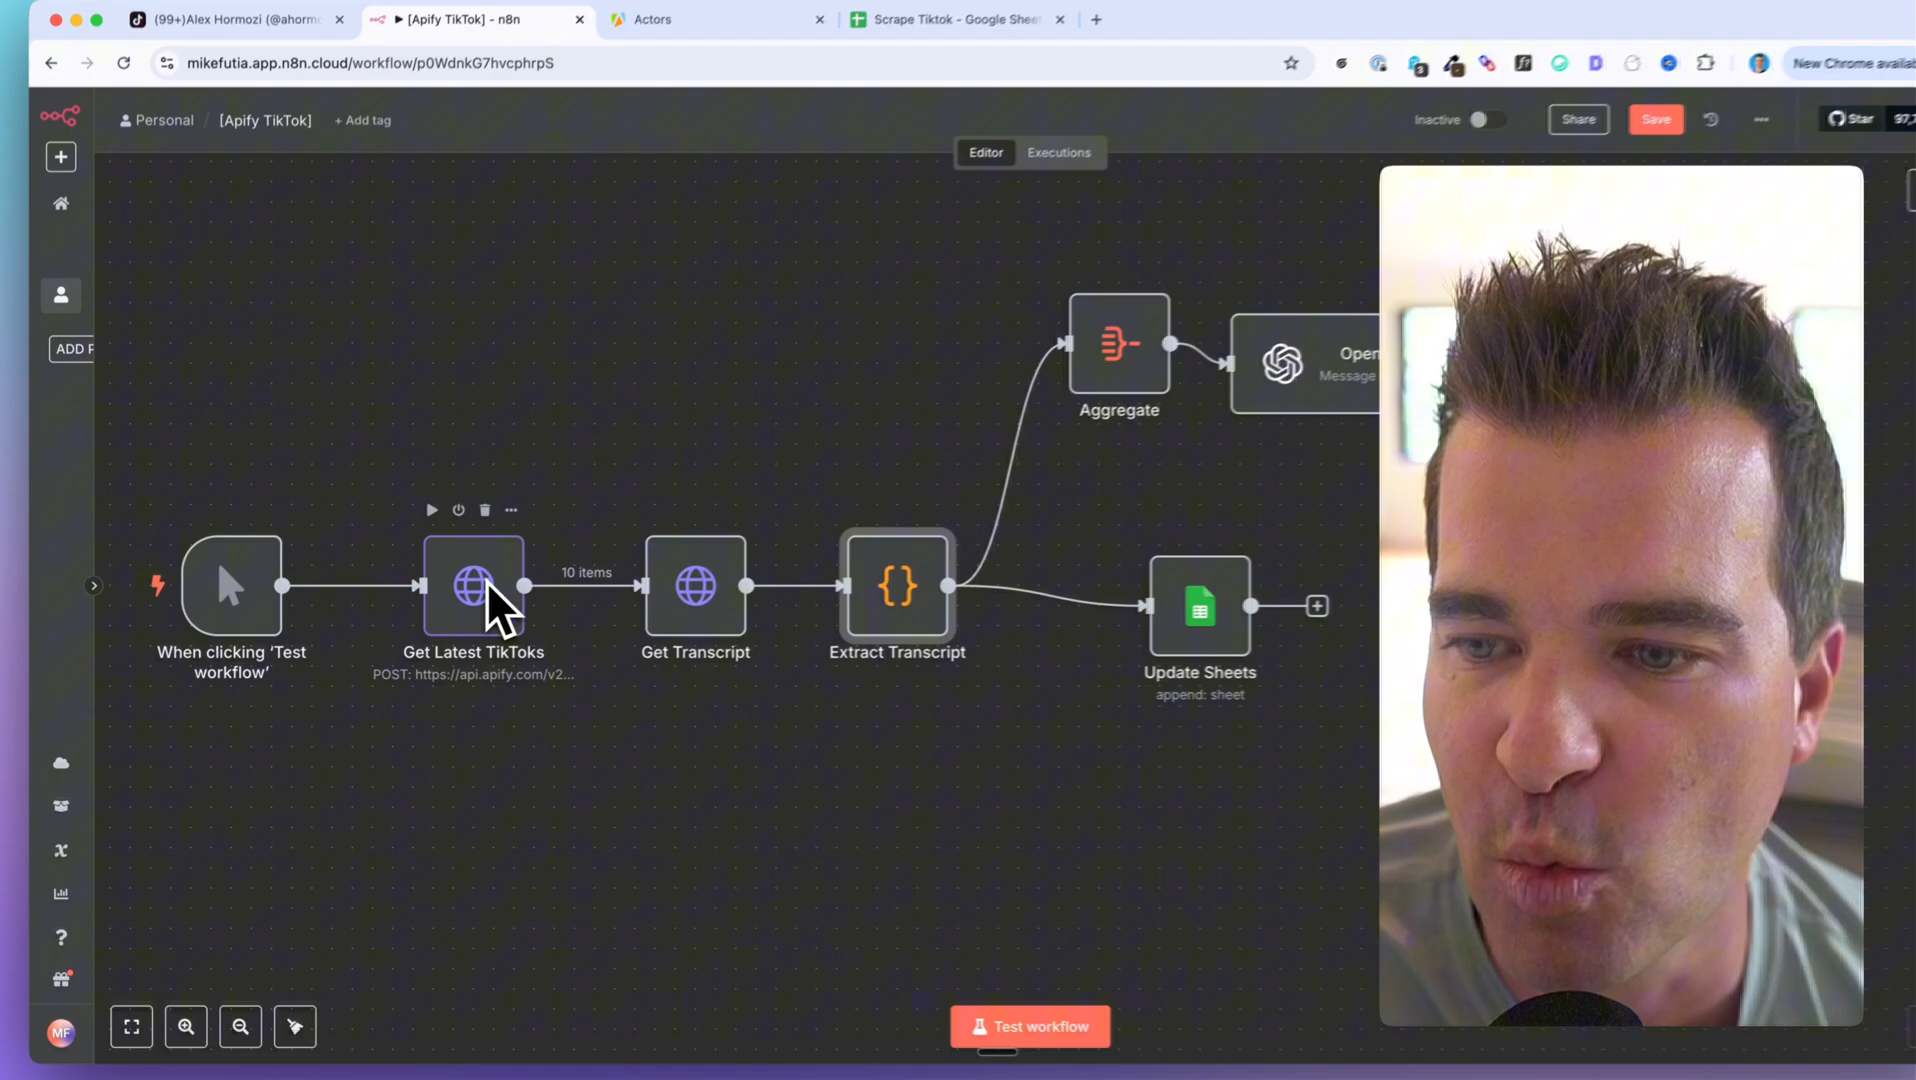 (99+)Alex Hormozi (@ahorm
[Apify TikTok] - n8n
Actors
Scrape Tiktok - Google Sheet
mikefutia.app.n8n.cloud/workflow/p0WdnkG7hvcphrpS
New Chrome availab
Personal / [Apify TikTok] + Add tag
Inactive
Share
Save
Star
97,
Editor
Executions
ADD
Open
Message
Aggregate
10 items
When clicking ‘Test
workflow’
Get Latest TikToks
POST: https://api.apify.com/v2...
Get Transcript
Extract Transcript
Update Sheets
append: sheet
MF
Test workflow